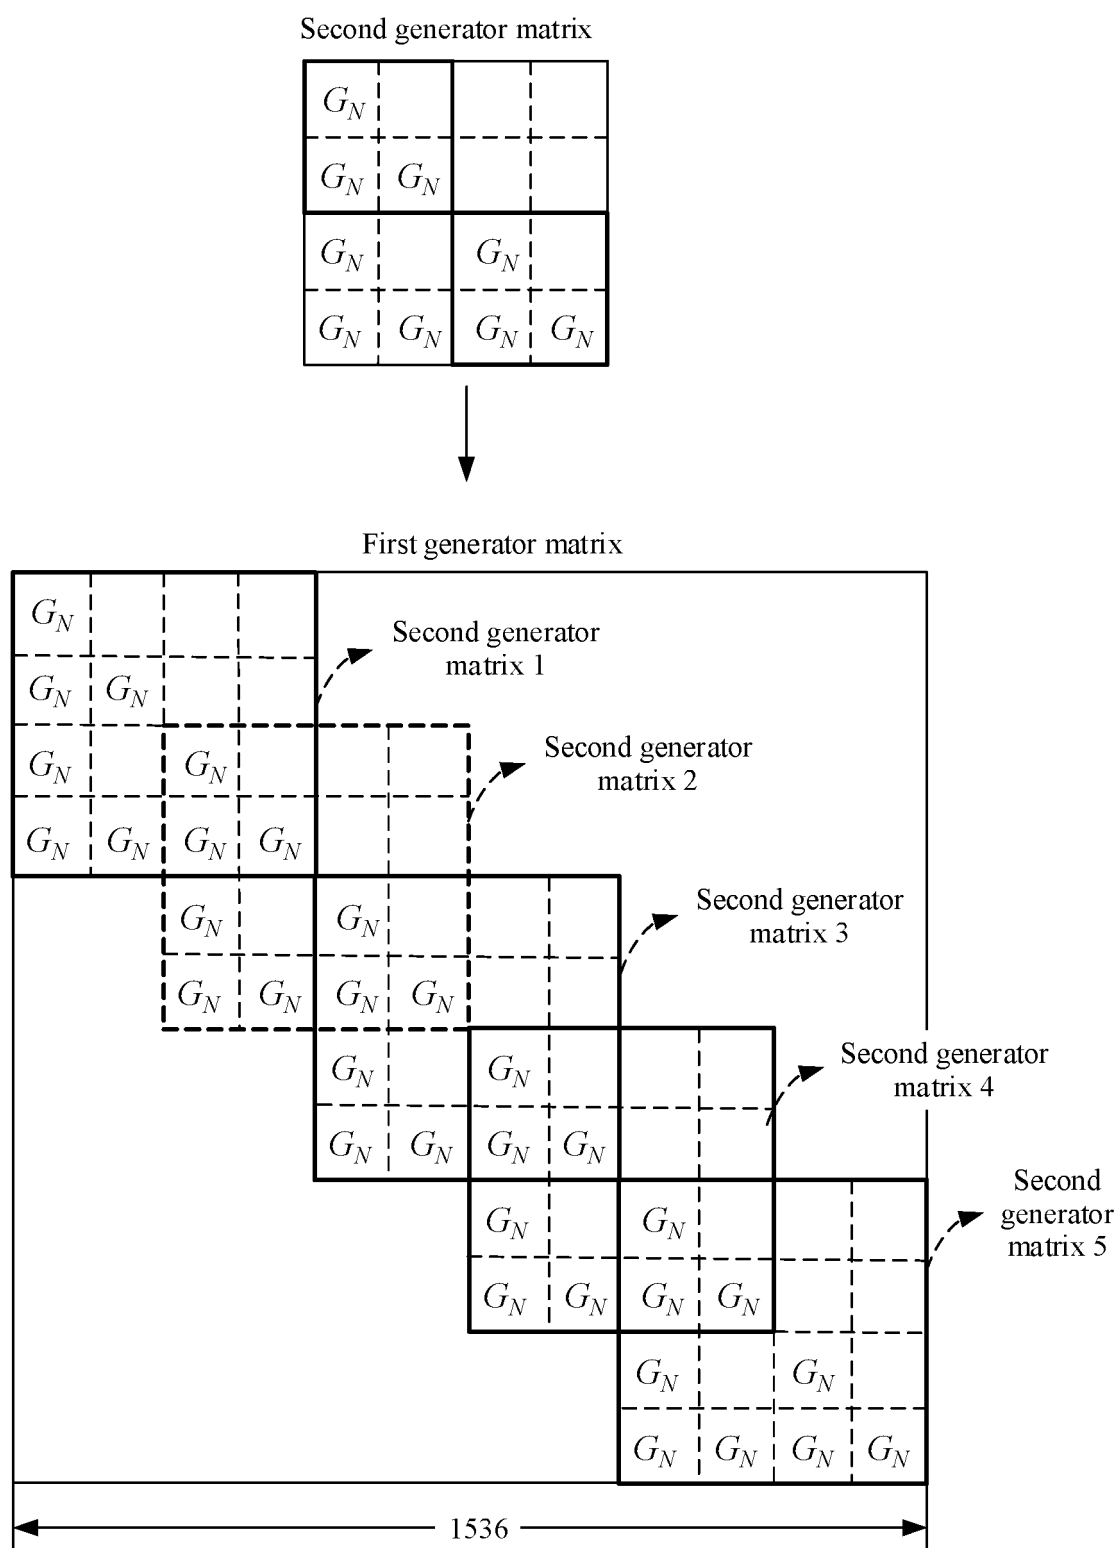 Second generator matrix
G_N
G_N G_N
G_N G_N
G_N G_N G_N G_N
First generator matrix
G_N
Second generator
matrix 1
G_N G_N
G_N G_N
Second generator
matrix 2
G_N G_N G_N G_N
G_N G_N
Second generator
matrix 3
G_N G_N G_N G_N
G_N G_N
Second generator
matrix 4
G_N G_N G_N G_N
G_N G_N
Second
generator
matrix 5
G_N G_N G_N G_N
G_N G_N
G_N G_N G_N G_N
1536